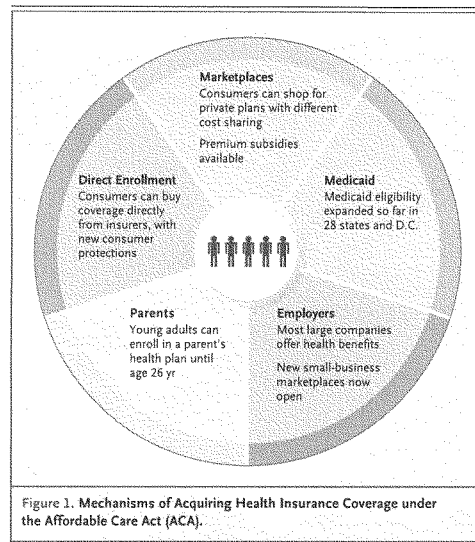 Marketplaces
Consumers can shop for
private plans with different
cost sharing
Premium subsidies
available
Direct Enrollment
Consumers can buy
coverage directly
from insurers, with
new consumer
protections
Medicaid
Medicaid eligibility
expanded so far in
28 states and D.C.
Parents
Young adults can
enroll in a parent's
health plan until
age 26 yr
Employers
Most large companies
offer health benefits
New small-business
marketplaces now
open
Figure 1. Mechanisms of Acquiring Health Insurance Coverage under
the Affordable Care Act (ACA).